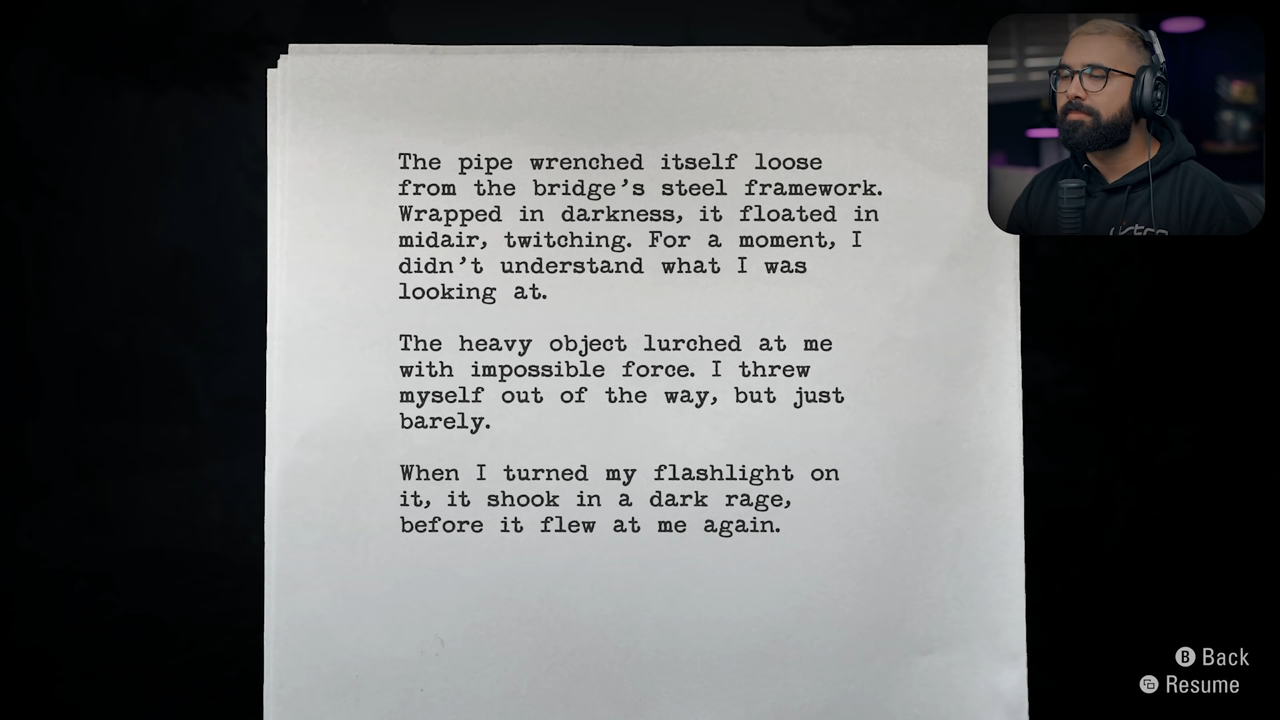 The pipe wrenched itself loose
from the bridge’s steel framework.
Wrapped in darkness, it floated in
midair, twitching. For a moment, I
didn’t understand what I was
looking at.
The heavy object lurched at me
with impossible force. I threw
myself out of the way, but just
barely.
When I turned my flashlight on
it, it shook in a dark rage,
before it flew at me again.
B Back
Resume